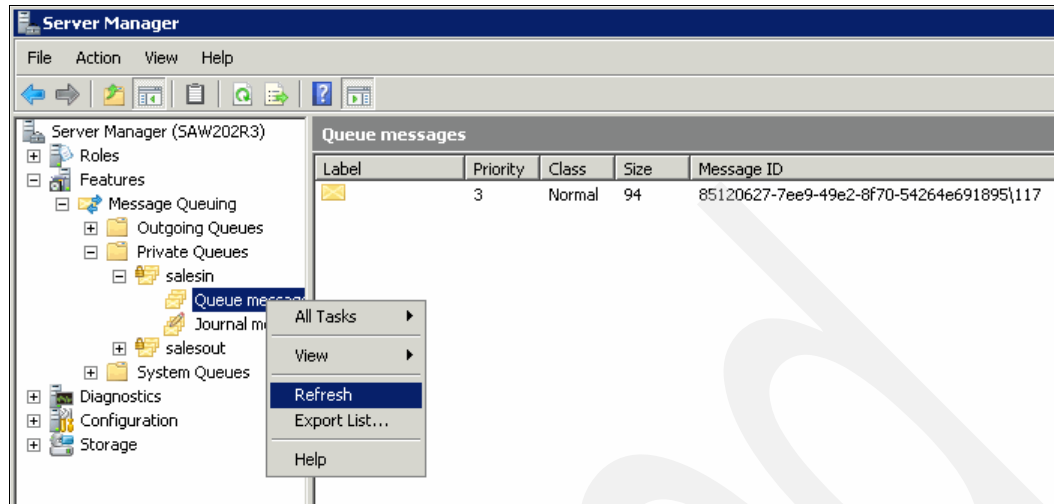 Server Manager
File Action View Help
Server Manager (SAW202R3)
Roles
Features
Message Queuing
Outgoing Queues
Private Queues
salesin
Queue message
Journal m
salesout
System Queues
Diagnostics
Configuration
Storage
All Tasks
View
Refresh
Export List...
Help
Queue messages
Label Priority Class Size Message ID
3 Normal 94 85120627-7ee9-49e2-8f70-54264e691895\117